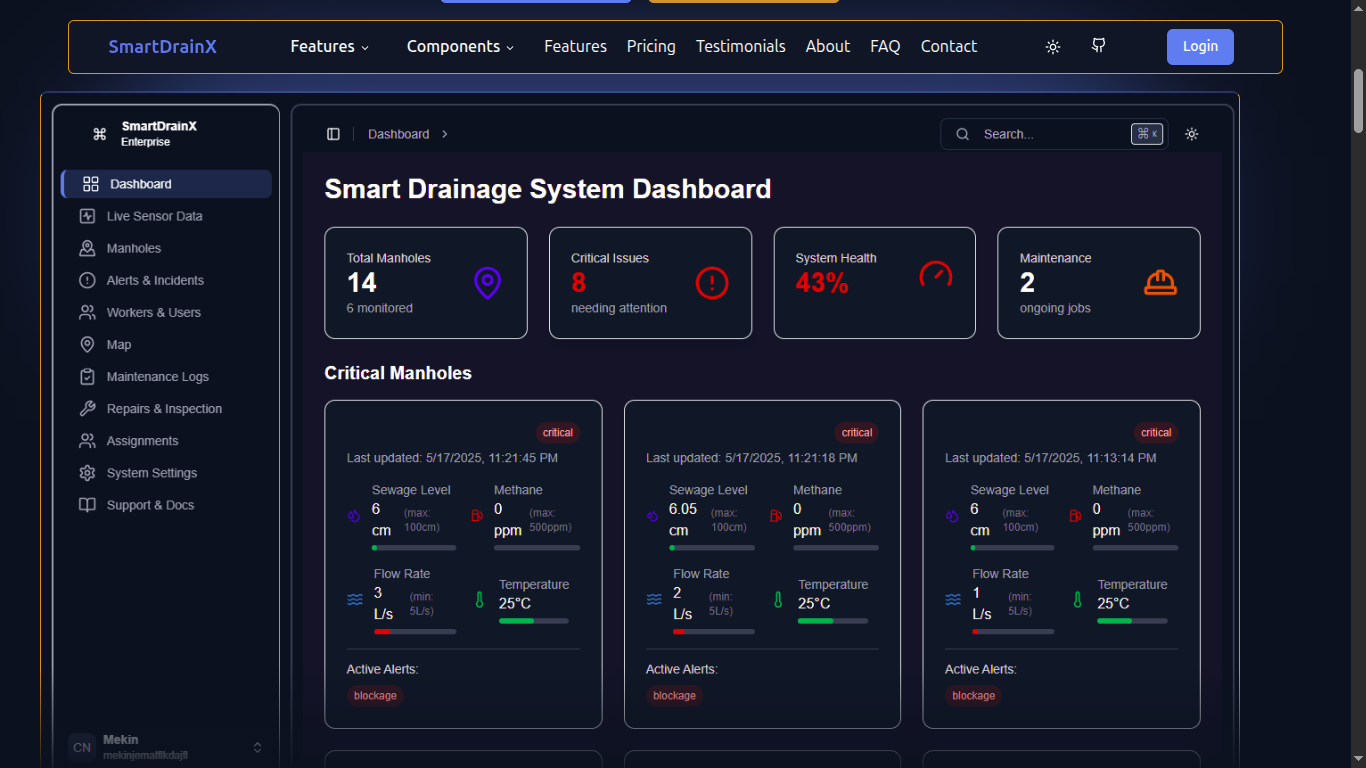 SmartDrainX Features Components Features Pricing Testimonials About FAQ Contact Login
SmartDrainX
Enterprise
Dashboard
Live Sensor Data
Manholes
Alerts & Incidents
Workers & Users
Map
Maintenance Logs
Repairs & Inspection
Assignments
System Settings
Support & Docs
CN
Mekin
Dashboard
Search...
⌘ K
Smart Drainage System Dashboard
Total Manholes
14
6 monitored
Critical Issues
8
needing attention
System Health
43%
Maintenance
2
ongoing jobs
Critical Manholes
critical
Last updated: 5/17/2025, 11:21:45 PM
Sewage Level
6 cm
(max: 100cm)
Methane
0 ppm
(max: 500ppm)
Flow Rate
3 L/s
(min: 5L/s)
Temperature
25°C
Active Alerts:
blockage
critical
Last updated: 5/17/2025, 11:21:18 PM
Sewage Level
6.05 cm
(max: 100cm)
Methane
0 ppm
(max: 500ppm)
Flow Rate
2 L/s
(min: 5L/s)
Temperature
25°C
Active Alerts:
blockage
critical
Last updated: 5/17/2025, 11:13:14 PM
Sewage Level
6 cm
(max: 100cm)
Methane
0 ppm
(max: 500ppm)
Flow Rate
1 L/s
(min: 5L/s)
Temperature
25°C
Active Alerts:
blockage